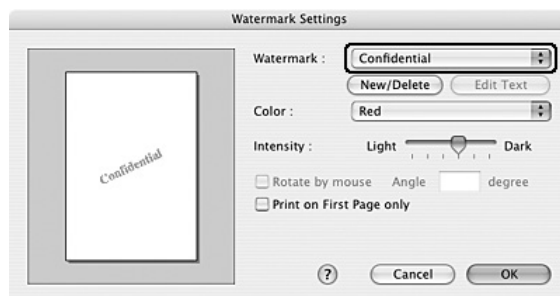 Watermark Settings
Watermark : Confidential
New/Delete Edit Text
Color : Red
Intensity : Light Dark
Confidential
Rotate by mouse Angle degree
Print on First Page only
? Cancel OK